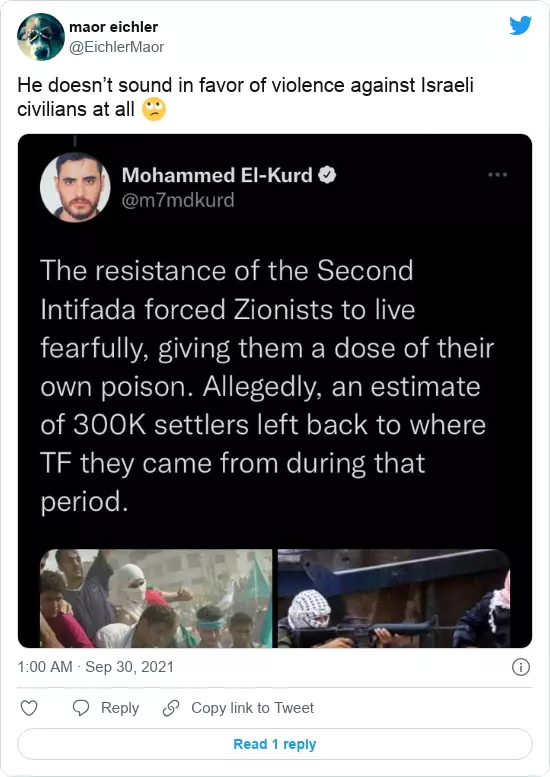 maor eichler
@EichlerMaor
He doesn’t sound in favor of violence against Israeli
civilians at all 🙄
Mohammed El-Kurd
@m7mdkurd
The resistance of the Second
Intifada forced Zionists to live
fearfully, giving them a dose of their
own poison. Allegedly, an estimate
of 300K settlers left back to where
TF they came from during that
period.
1:00 AM · Sep 30, 2021
Reply
Copy link to Tweet
Read 1 reply